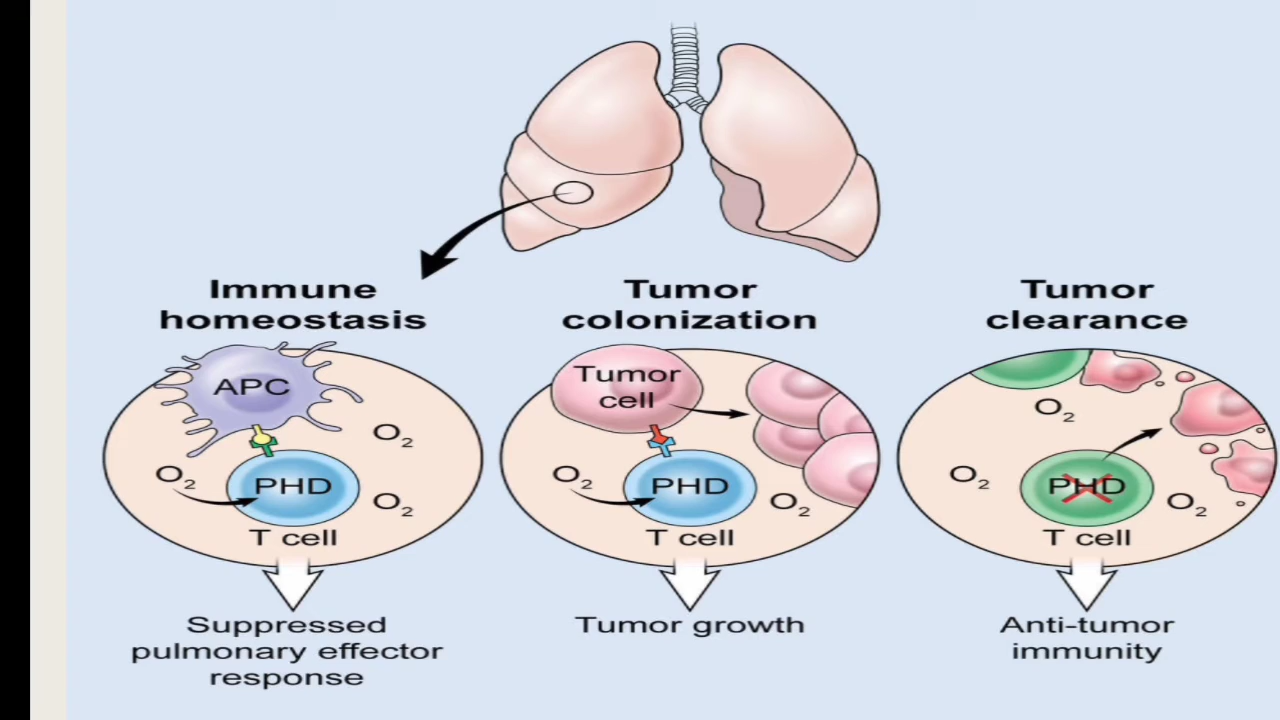 Immune
homeostasis
APC
O2
O2
PHD
O2
T cell
Suppressed
pulmonary effector
response
Tumor
colonization
Tumor
cell
O2
PHD
O2
T cell
Tumor growth
Tumor
clearance
O2
O2
PHD
O2
T cell
Anti-tumor
immunity